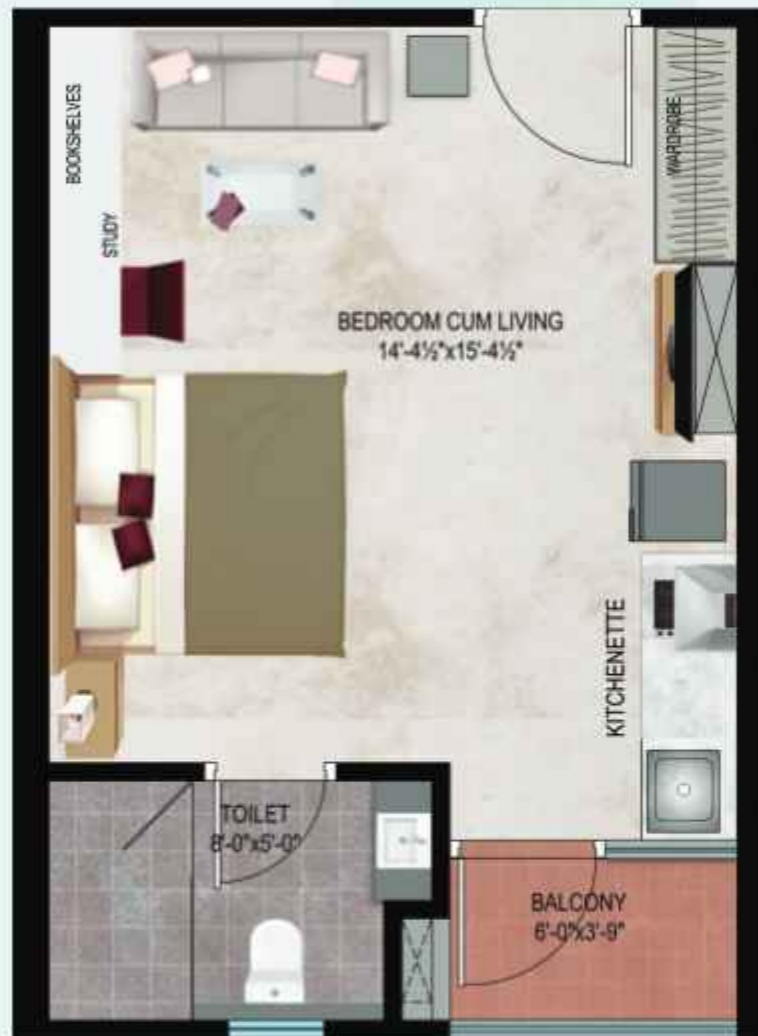 BOOKSHELVES
STUDY
WARDROBE
BEDROOM CUM LIVING
14'-4½"x15'-4½"
KITCHENETTE
TOILET
8'-0"x5'-0"
BALCONY
6'-0"x3'-9"